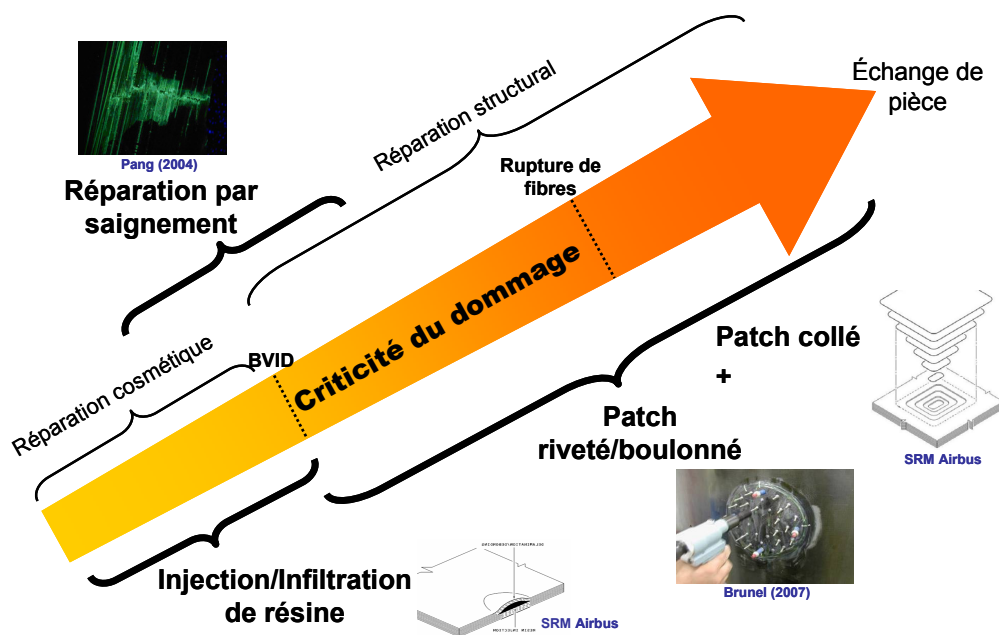 Pang (2004)
Réparation par
saignement
Réparation structural
Échange de
pièce
Rupture de
fibres
Criticité du dommage
BVID
Réparation cosmétique
Patch collé
+
Patch
riveté/boulonné
SRM Airbus
Brunel (2007)
Injection/Infiltration
de résine
SRM Airbus